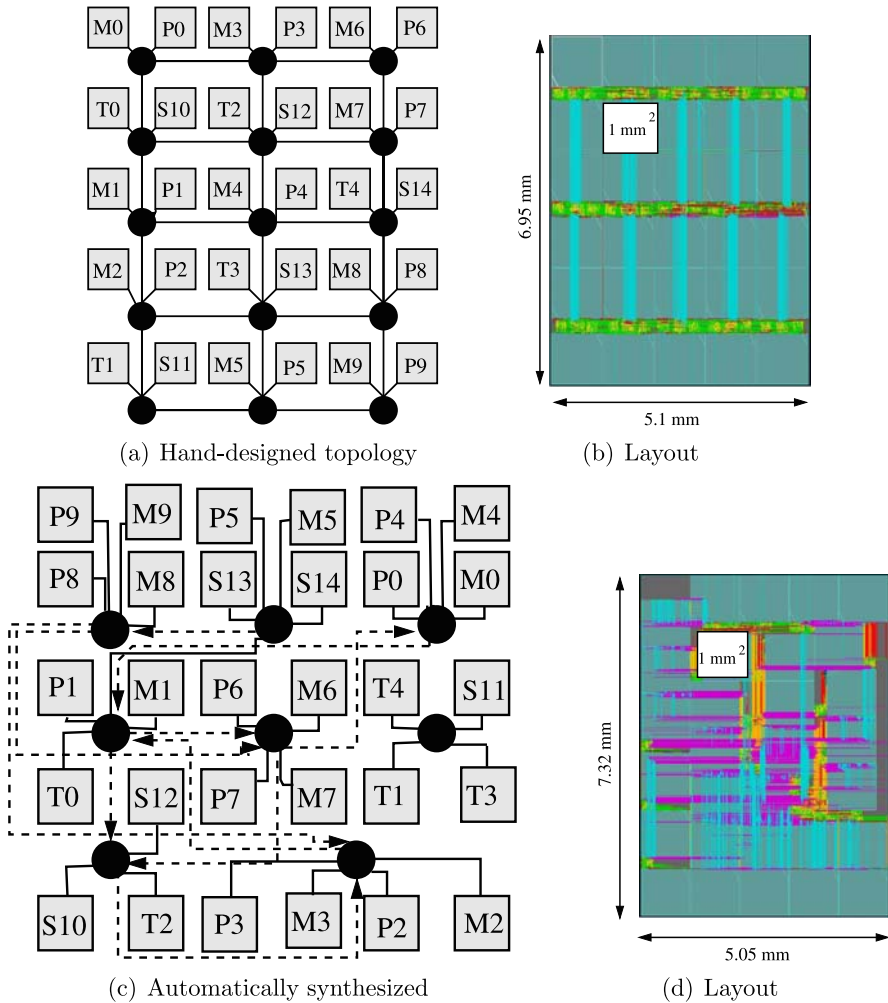 M0 P0 M3 P3 M6 P6
T0 S10 T2 S12 M7 P7
M1 P1 M4 P4 T4 S14
M2 P2 T3 S13 M8 P8
T1 S11 M5 P5 M9 P9
(a) Hand-designed topology
1 mm 2
6.95 mm
5.1 mm
(b) Layout
P9 M9 P5 M5 P4 M4
P8 M8 S13 S14 P0 M0
P1 M1 P6 M6 T4 S11
T0 S12 P7 M7 T1 T3
S10 T2 P3 M3 P2 M2
(c) Automatically synthesized
1 mm 2
7.32 mm
5.05 mm
(d) Layout